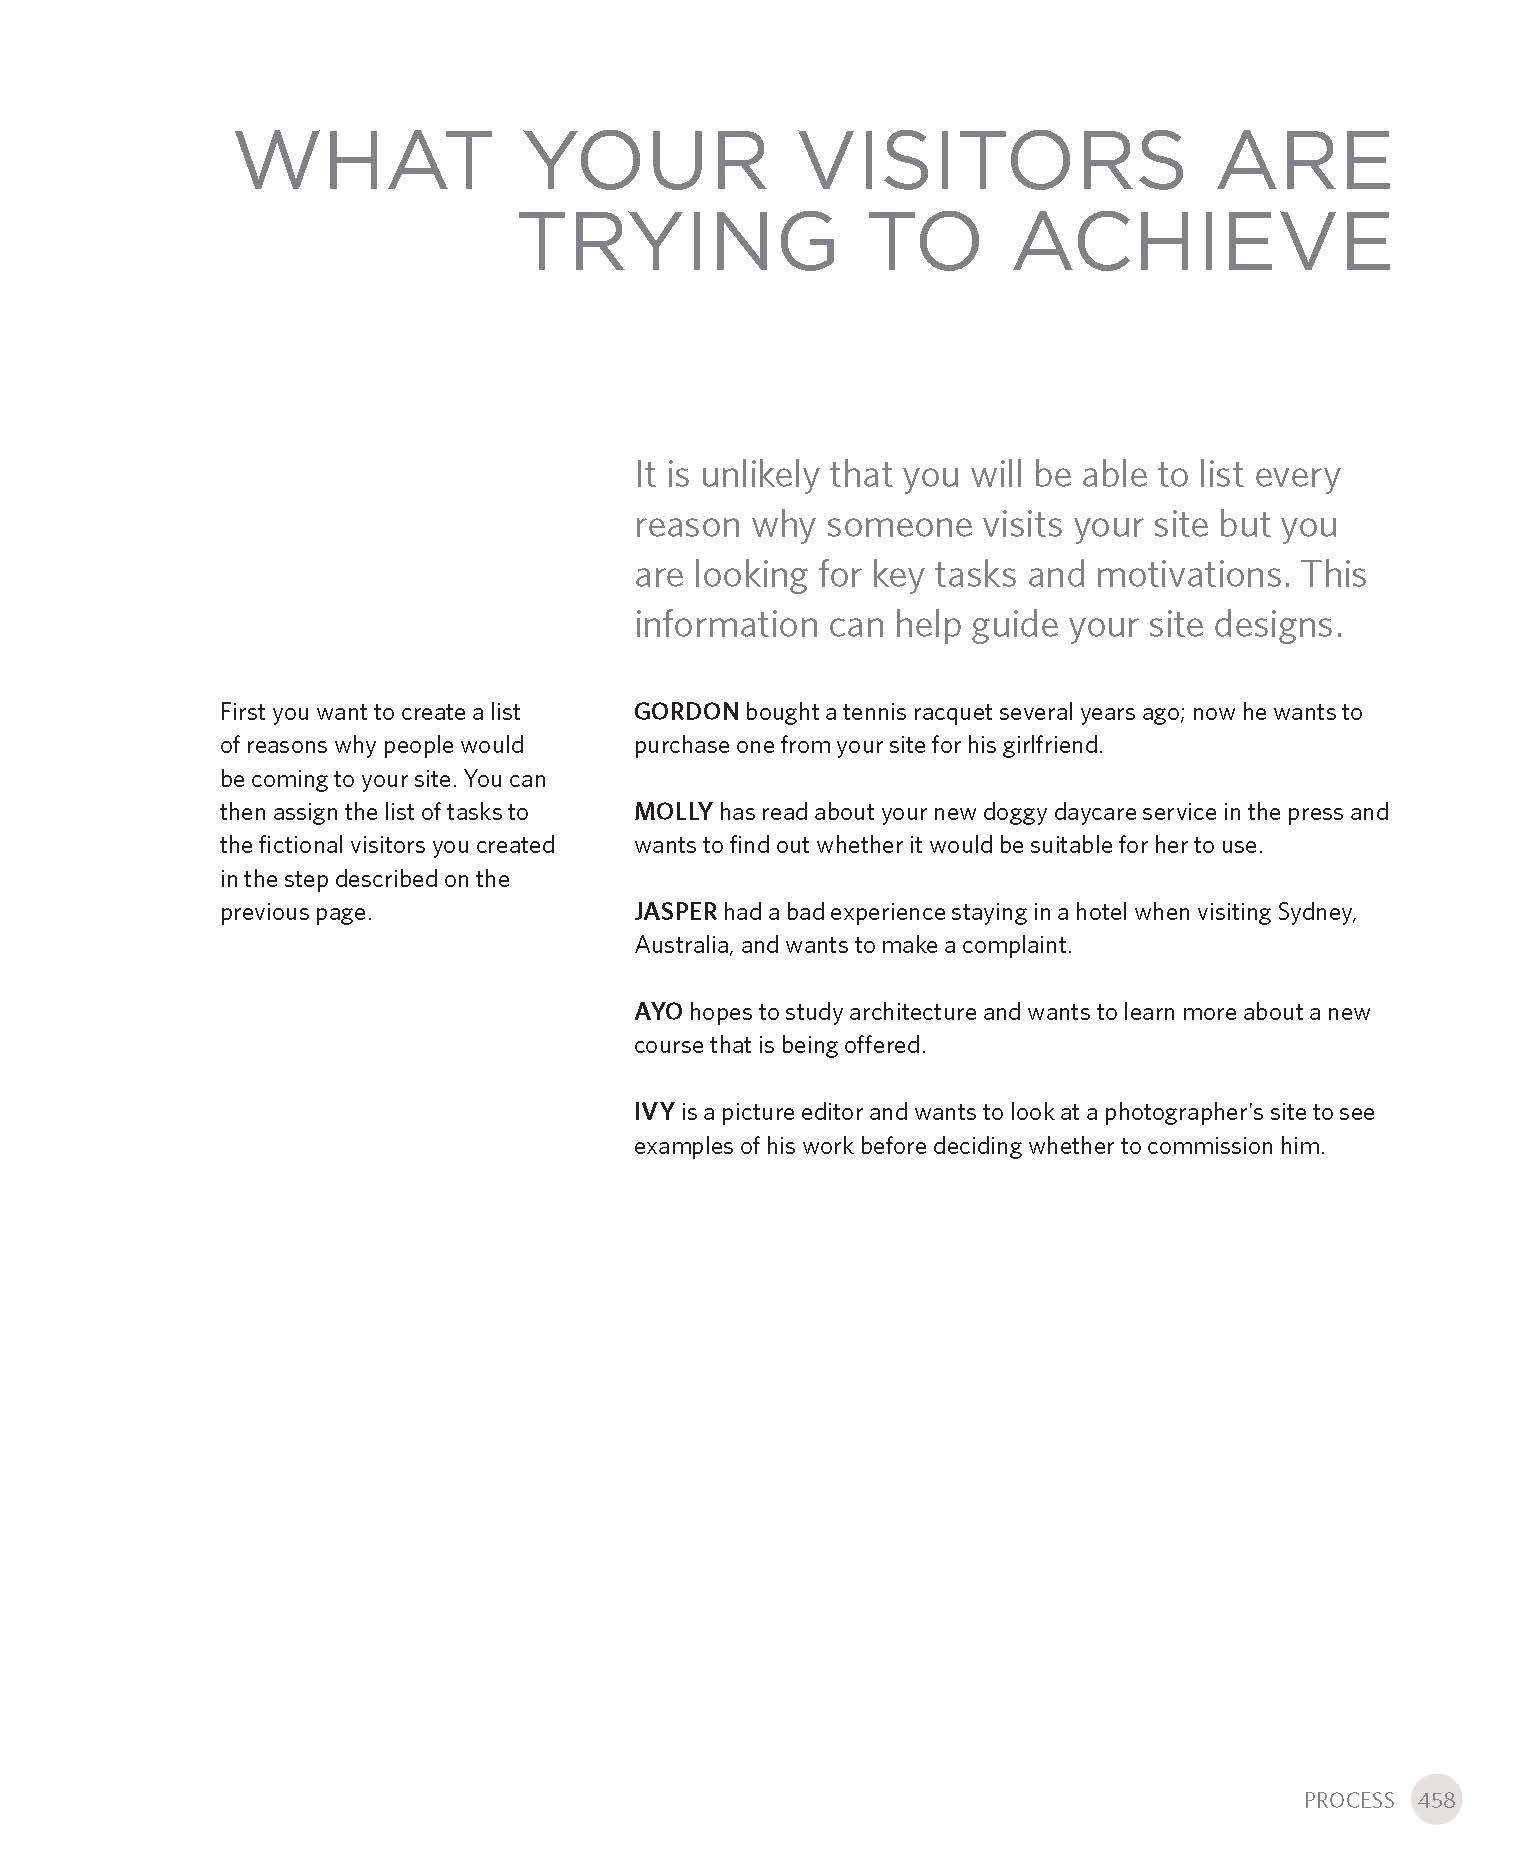 WHAT YOUR VISITORS ARE
TRYING TO ACHIEVE
It is unlikely that you will be able to list every
reason why someone visits your site but you
are looking for key tasks and motivations. This
information can help guide your site designs.
First you want to create a list
of reasons why people would
be coming to your site. You can
then assign the list of tasks to
the fictional visitors you created
in the step described on the
previous page.
GORDON bought a tennis racquet several years ago; now he wants to
purchase one from your site for his girlfriend.
MOLLY has read about your new doggy daycare service in the press and
wants to find out whether it would be suitable for her to use.
JASPER had a bad experience staying in a hotel when visiting Sydney,
Australia, and wants to make a complaint.
AYO hopes to study architecture and wants to learn more about a new
course that is being offered.
IVY is a picture editor and wants to look at a photographer's site to see
examples of his work before deciding whether to commission him.
PROCESS 458